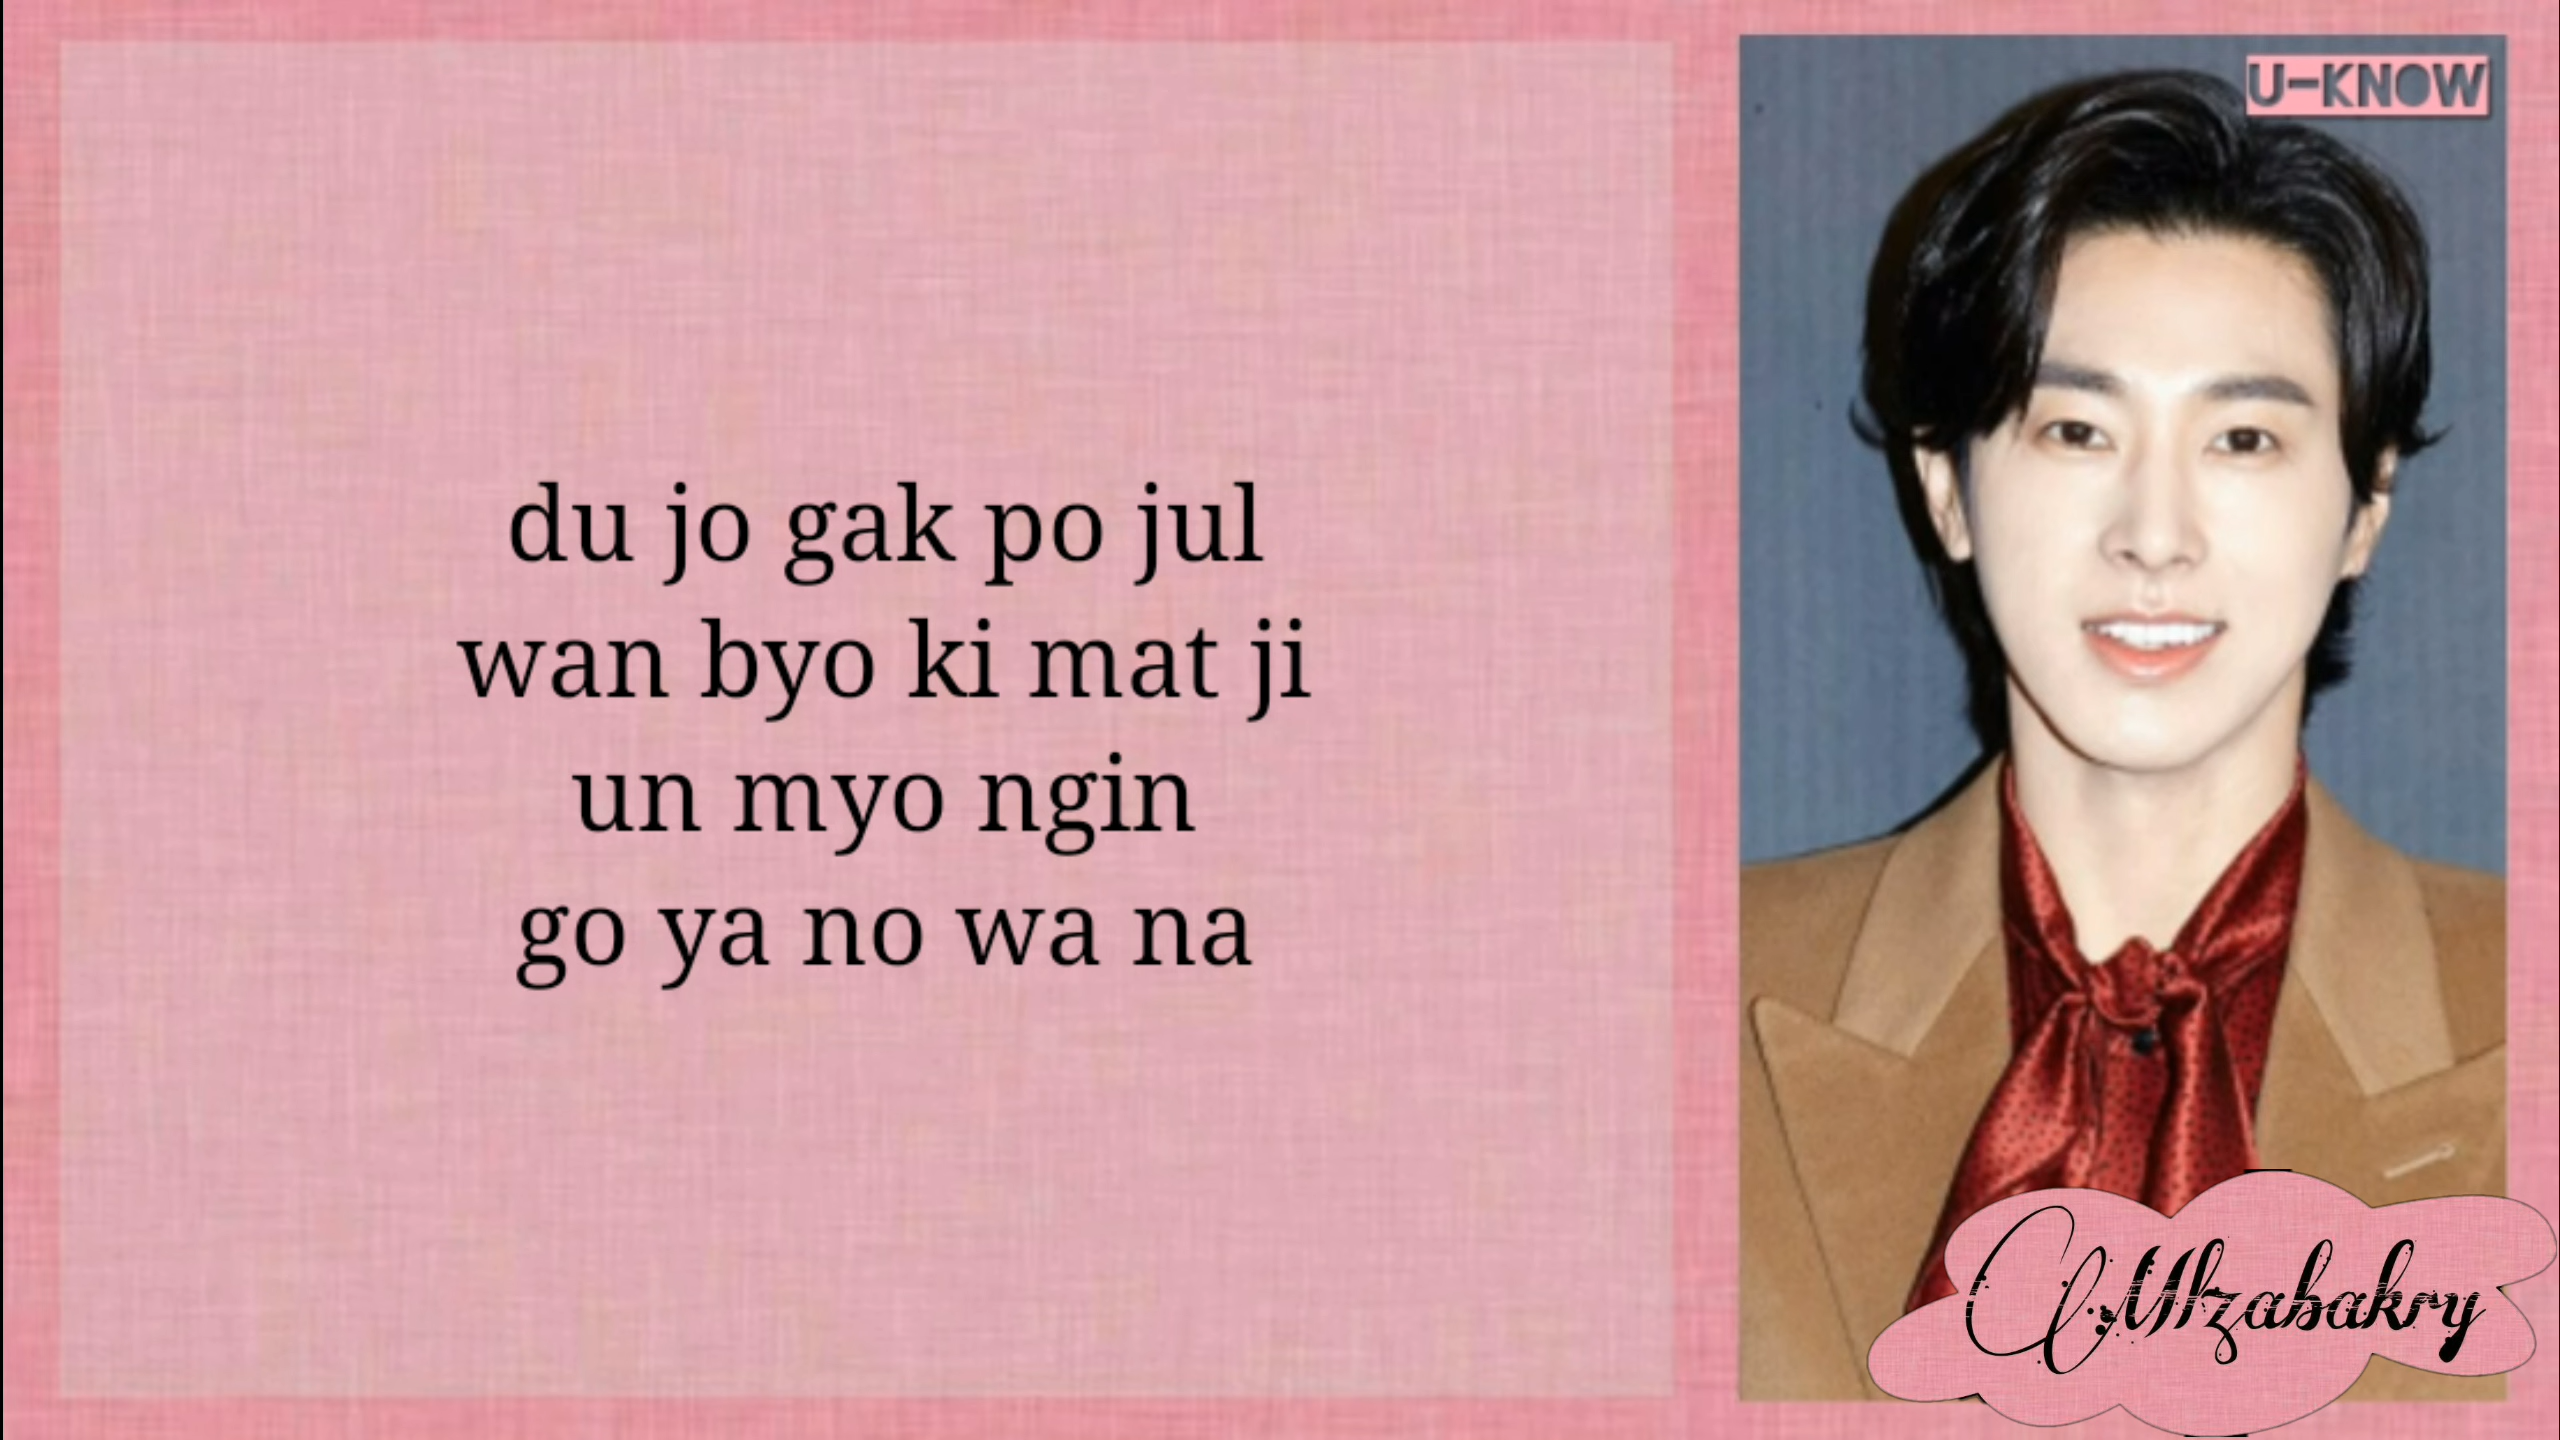 du jo gak po jul
wan byo ki mat ji
un myo ngin
go ya no wa na
U-KNOW